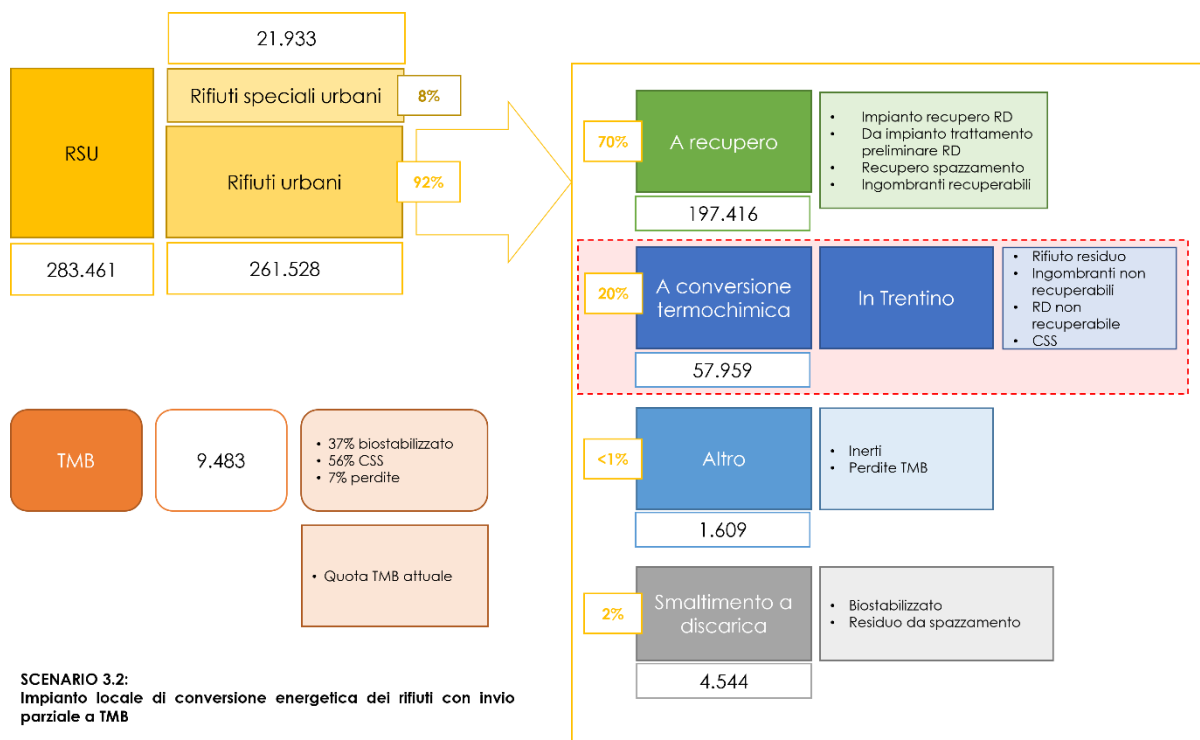 21.933
Rifiuti speciali urbani
8%
RSU
Rifiuti urbani
92%
283.461
261.528
TMB
9.483
• 37% biostabilizzato
• 56% CSS
• 7% perdite
• Quota TMB attuale
SCENARIO 3.2:
Impianto locale di conversione energetica dei rifiuti con invio
parziale a TMB
70%
A recupero
• Impianto recupero RD
• Da impianto trattamento
preliminare RD
• Recupero spazzamento
• Ingombranti recuperabili
197.416
20%
A conversione
termochimica
In Trentino
• Rifiuto residuo
• Ingombranti non
recuperabili
• RD non
recuperabile
• CSS
57.959
<1%
Altro
• Inerti
• Perdite TMB
1.609
2%
Smaltimento a
discarica
• Biostabilizzato
• Residuo da spazzamento
4.544